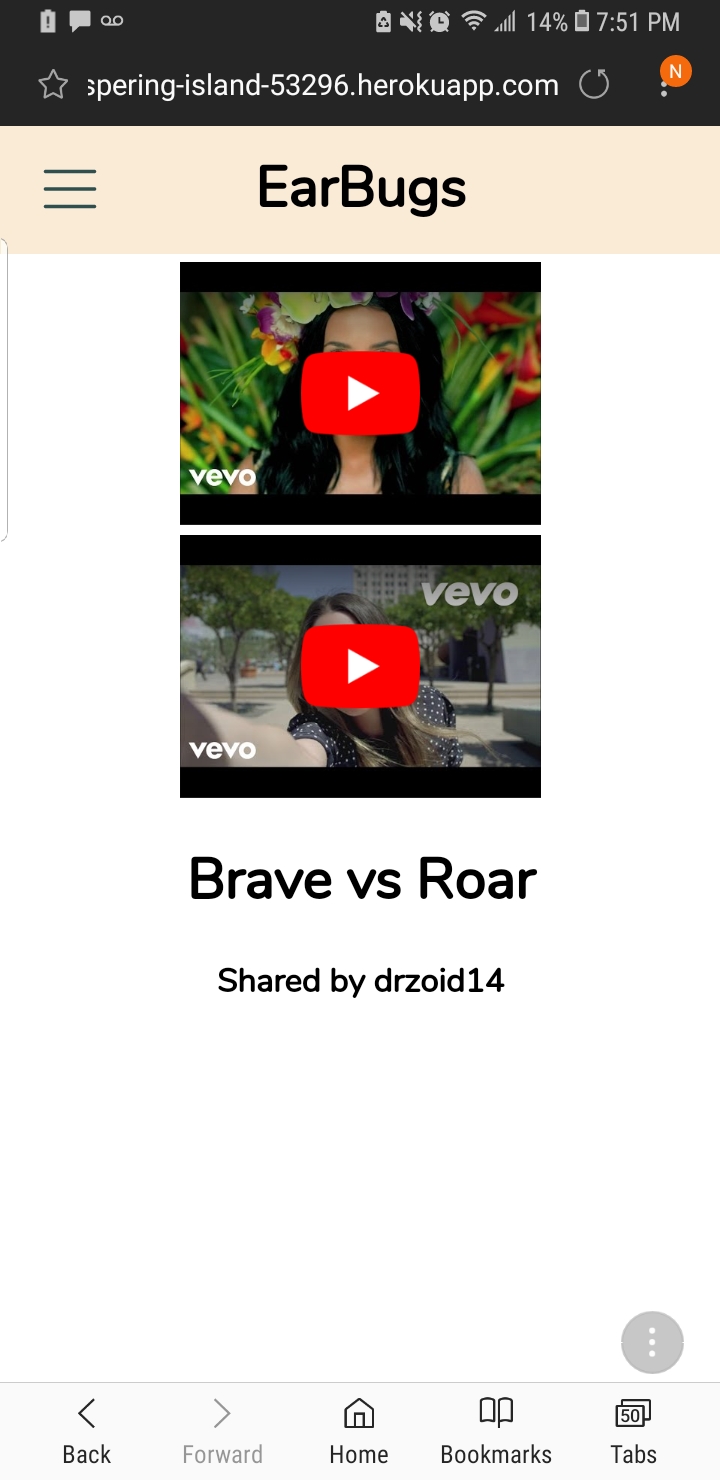 14% 7:51 PM
spering-island-53296.herokuapp.com
N
EarBugs
vevo
vevo
vevo
Brave vs Roar
Shared by drzoid14
50
Back Forward Home Bookmarks Tabs